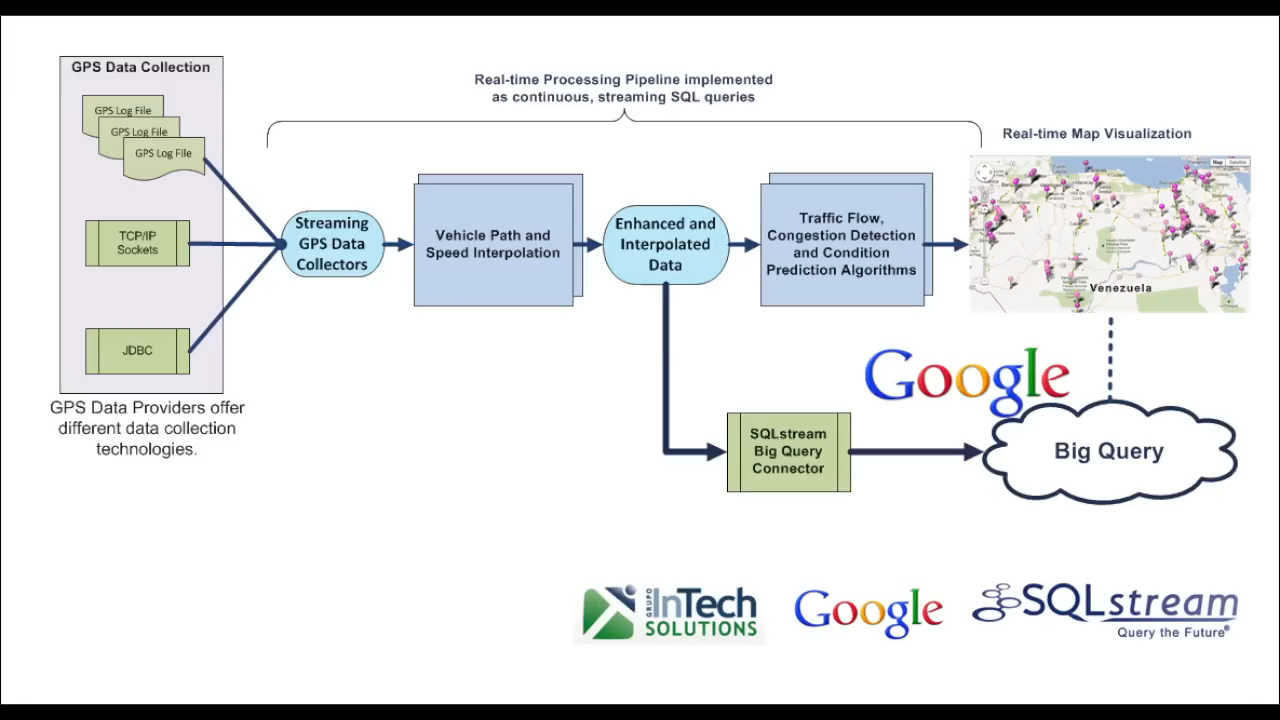 GPS Data Collection
GPS Log File
GPS Log File
GPS Log File
TCP/IP
Sockets
JDBC
GPS Data Providers offer
different data collection
technologies.
Real-time Processing Pipeline implemented
as continuous, streaming SQL queries
Streaming
GPS Data
Collectors
Vehicle Path and
Speed Interpolation
Enhanced and
Interpolated
Data
Traffic Flow,
Congestion Detection
and Condition
Prediction Algorithms
Real-time Map Visualization
Map
Venezuela
Google
SQLstream
Big Query
Connector
Big Query
GRUPO
InTech
SOLUTIONS
Google
SQLstream
Query the Future®